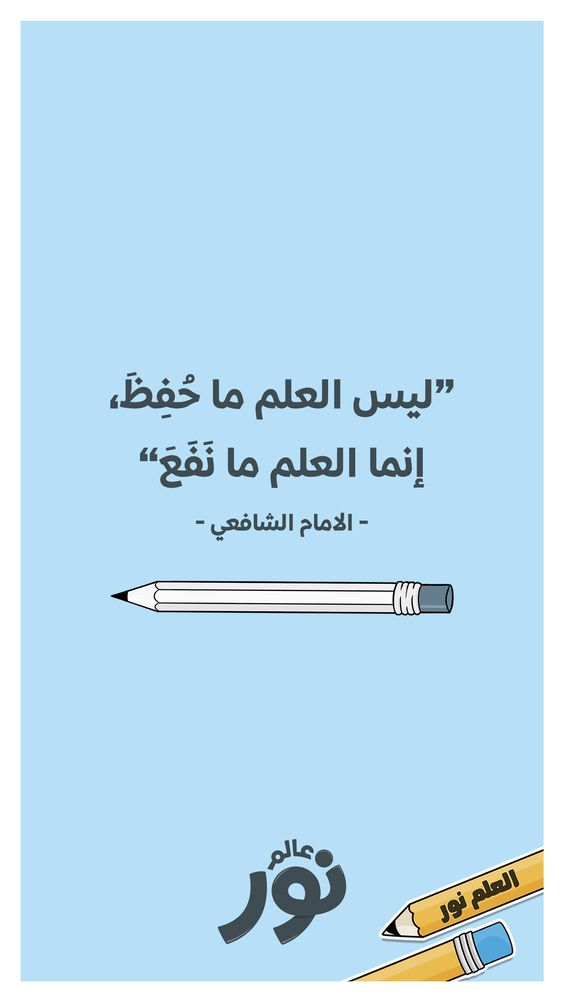 ”ليس العلم ما حُفِظَ،
إنما العلم ما نَفَعَ“
- الامام الشافعي -
عالم
نور
العلم نور